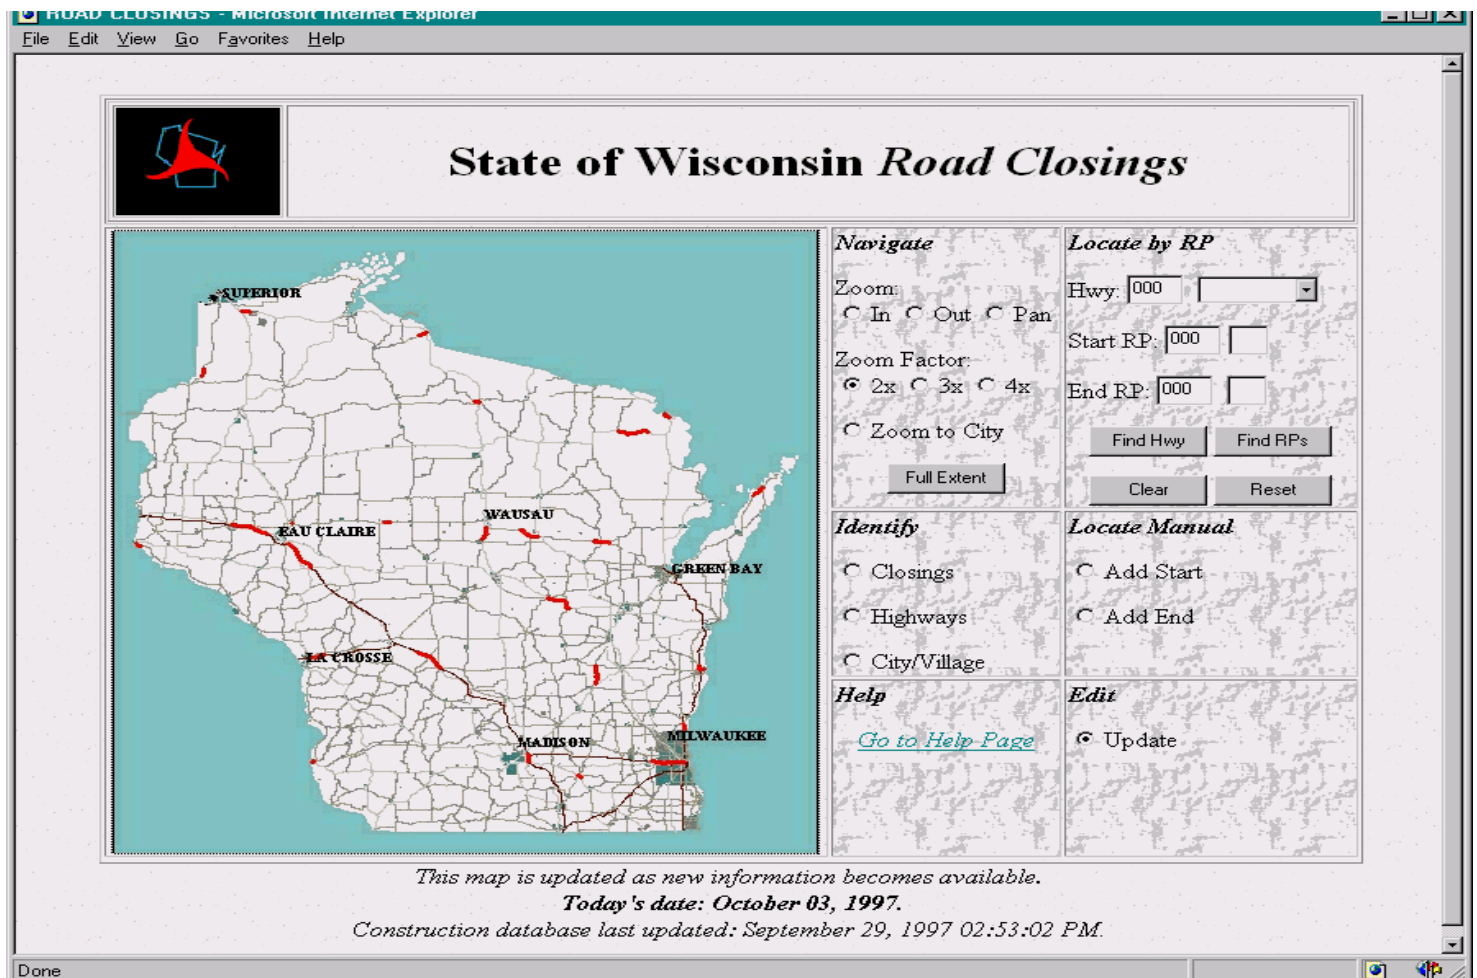 ROAD CLOSINGS - Microsoft Internet Explorer
File Edit View Go Favorites Help
State of Wisconsin Road Closings
SUPERIOR
EAU CLAIRE
WAUSAU
GREEN BAY
LA CROSSE
MADISON
MILWAUKEE
Navigate
Zoom:
In Out Pan
Zoom Factor:
2x 3x 4x
Zoom to City
Full Extent
Locate by RP
Hwy: 000
Start RP: 000
End RP: 000
Find Hwy Find RPs
Clear Reset
Identify
Closings
Highways
City/Village
Locate Manual
Add Start
Add End
Help
Go to Help Page
Edit
Update
This map is updated as new information becomes available.
Today's date: October 03, 1997.
Construction database last updated: September 29, 1997 02:53:02 PM.
Done